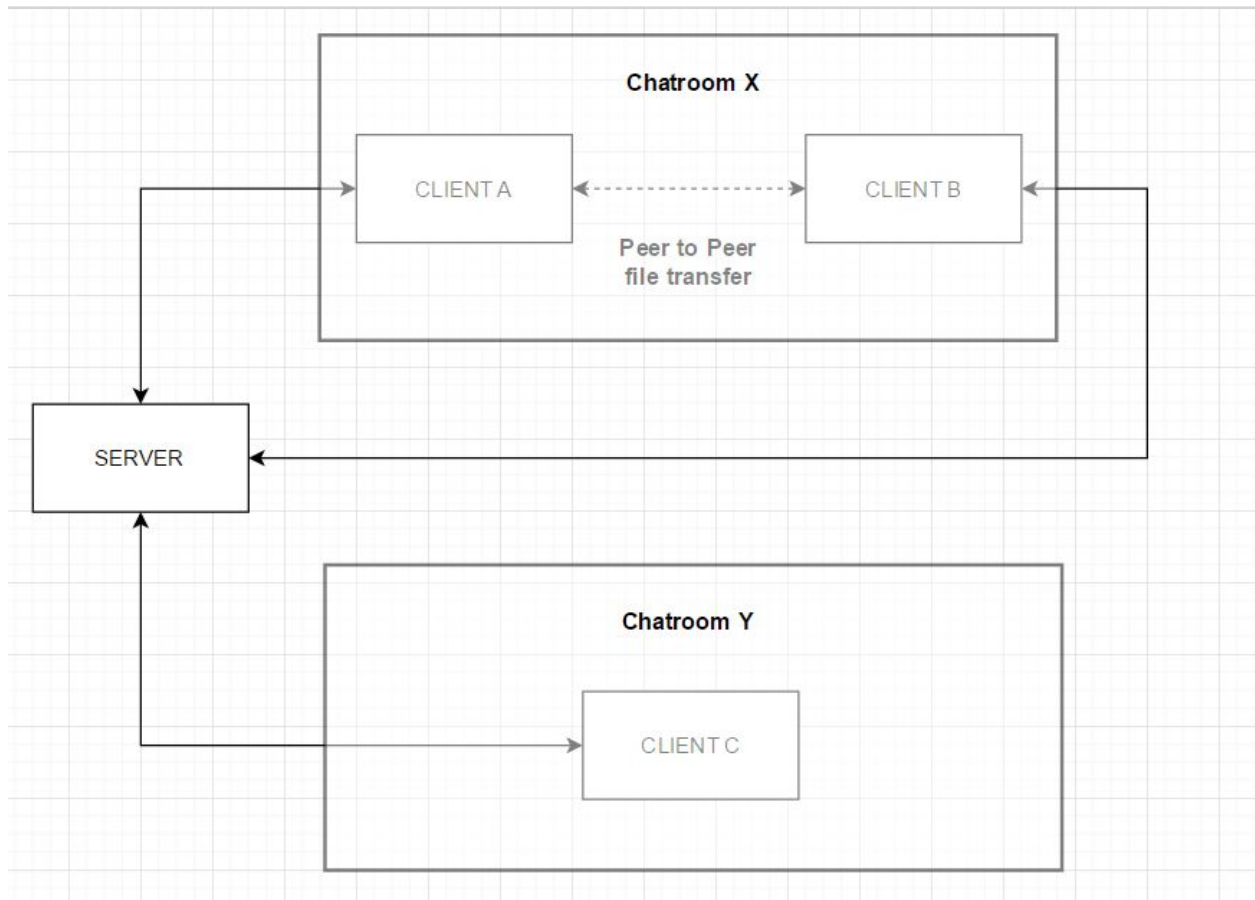 Chatroom X
CLIENT A
CLIENT B
Peer to Peer
file transfer
SERVER
Chatroom Y
CLIENT C